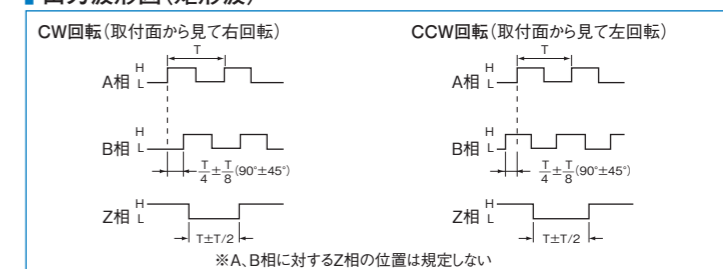 出力波形図(矩形波)
CW回転(取付面から見て右回転)
T
A相 H L
B相 H L
T/4±T/8(90°±45°)
Z相 H L
T±T/2
CCW回転(取付面から見て左回転)
T
A相 H L
B相 H L
T/4±T/8(90°±45°)
Z相 H L
T±T/2
※A、B相に対するZ相の位置は規定しない